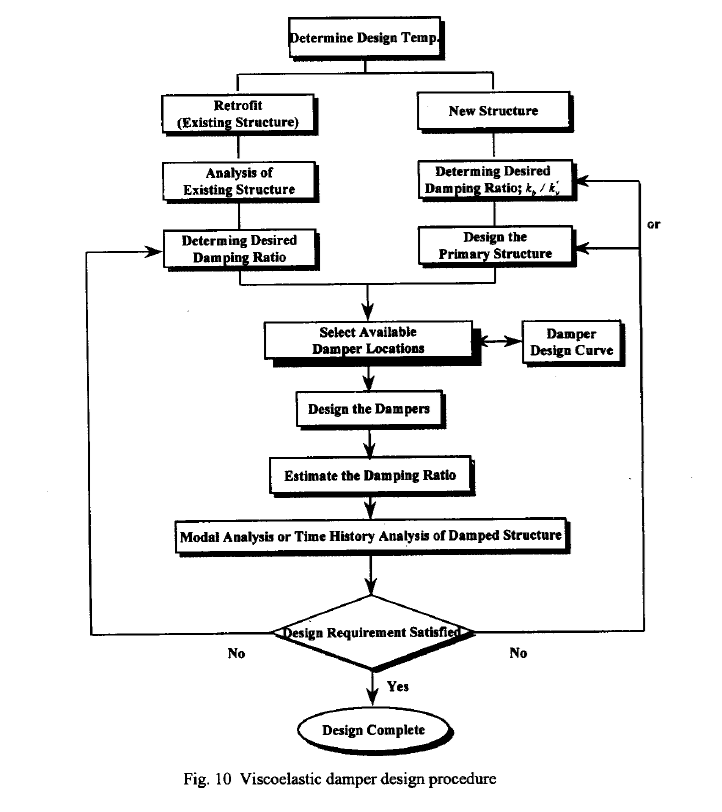 Determine Design Temp.
Retrofit
(Existing Structure)
New Structure
Analysis of
Existing Structure
Determing Desired
Damping Ratio; kb / k'v
or
Determing Desired
Damping Ratio
Design the
Primary Structure
Select Available
Damper Locations
Damper
Design Curve
Design the Dampers
Estimate the Damping Ratio
Modal Analysis or Time History Analysis of Damped Structure
Design Requirement Satisfied
No
No
Yes
Design Complete
Fig. 10 Viscoelastic damper design procedure